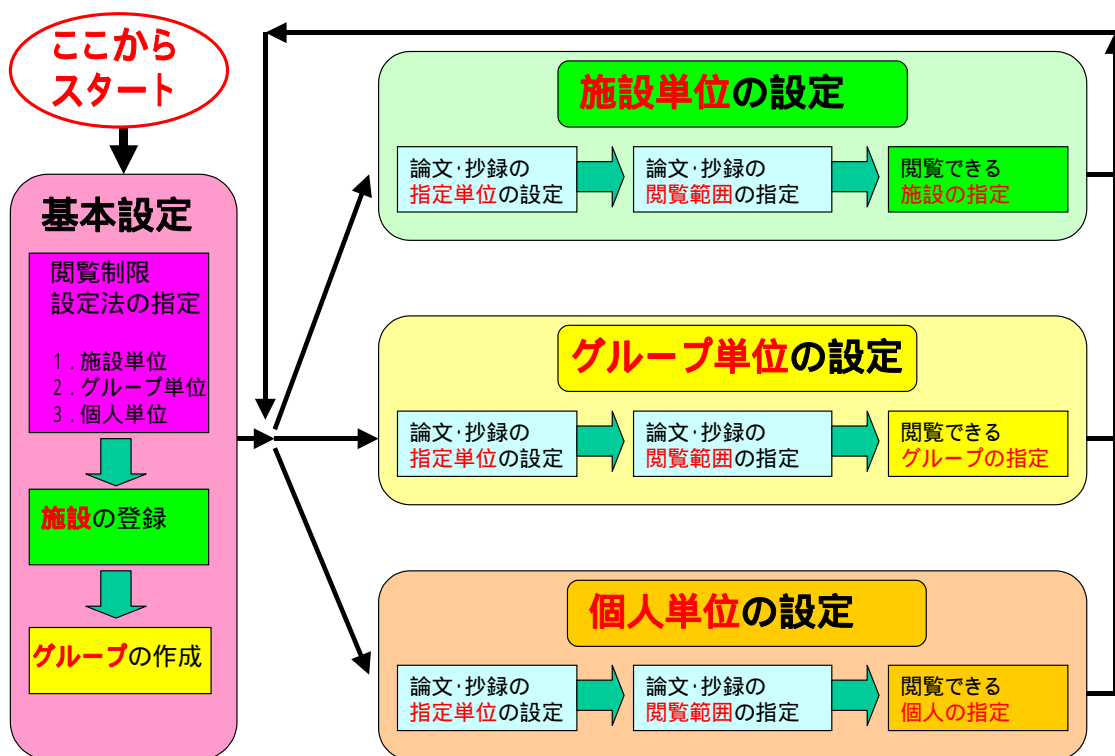 ここから
スタート
基本設定
閲覧制限
設定法の指定
1．施設単位
2．グループ単位
3．個人単位
施設の登録
グループの作成
施設単位の設定
論文･抄録の
指定単位の設定
論文･抄録の
閲覧範囲の指定
閲覧できる
施設の指定
グループ単位の設定
論文･抄録の
指定単位の設定
論文･抄録の
閲覧範囲の指定
閲覧できる
グループの指定
個人単位の設定
論文･抄録の
指定単位の設定
論文･抄録の
閲覧範囲の指定
閲覧できる
個人の指定